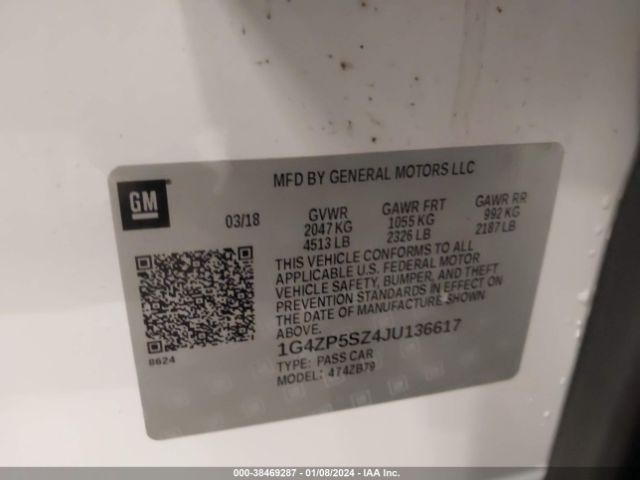 MFD BY GENERAL MOTORS LLC
GM
03/18
GVWR
2047 KG
4513 LB
GAWR FRT
1055 KG
2326 LB
GAWR RR
992 KG
2187 LB
THIS VEHICLE CONFORMS TO ALL
APPLICABLE U.S. FEDERAL MOTOR
VEHICLE SAFETY, BUMPER, AND THEFT
PREVENTION STANDARDS IN EFFECT ON
THE DATE OF MANUFACTURE SHOWN
ABOVE.
1G4ZP5SZ4JU136617
TYPE: PASS CAR
MODEL: 4T4ZB79
8624
000-38469287 - 01/08/2024 - IAA Inc.